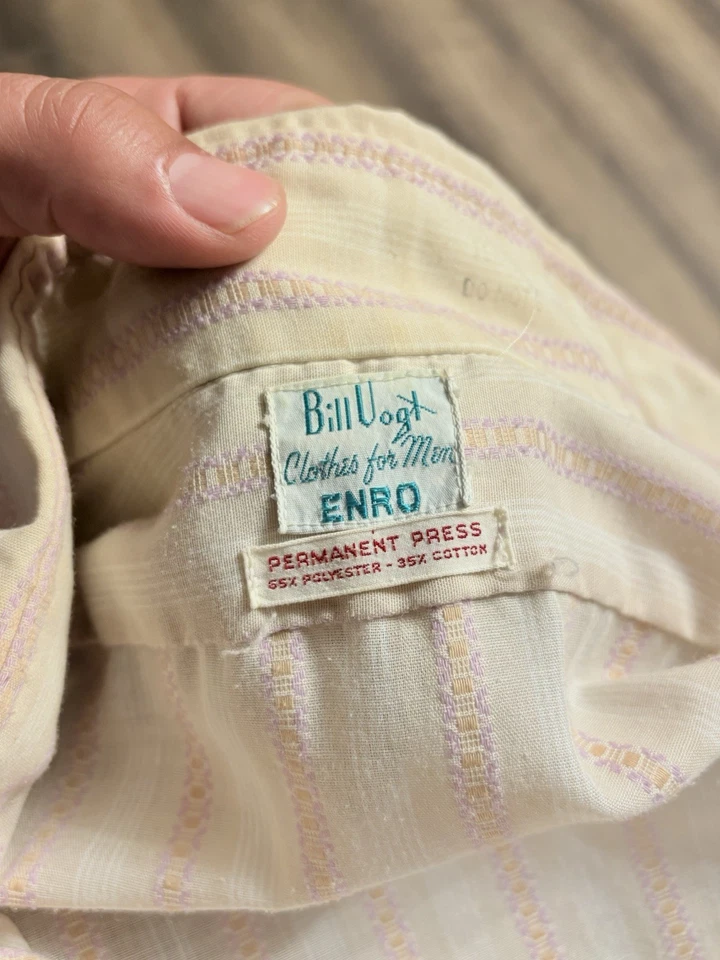 Bill Vogt
Clothes for Men
ENRO
PERMANENT PRESS
65% POLYESTER - 35% COTTON